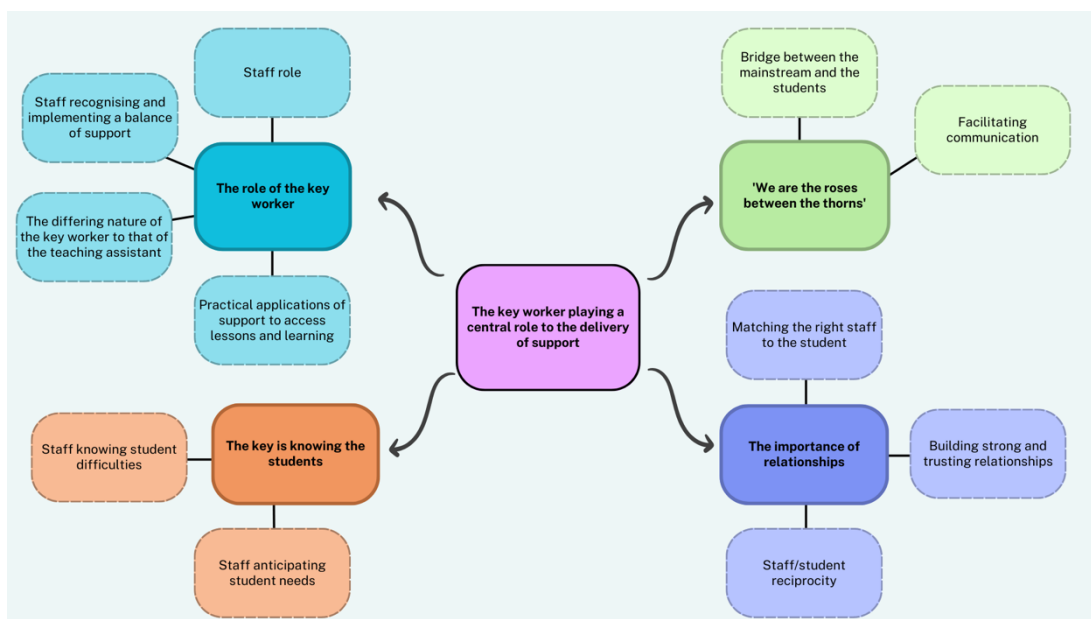 Staff role
Staff recognising and
implementing a balance
of support
The role of the key
worker
The differing nature of
the key worker to that of
the teaching assistant
Practical applications of
support to access
lessons and learning
Bridge between the
mainstream and the
students
Facilitating
communication
'We are the roses
between the thorns'
The key worker playing a
central role to the delivery
of support
Staff knowing student
difficulties
The key is knowing the
students
Staff anticipating
student needs
Matching the right staff
to the student
The importance of
relationships
Building strong and
trusting relationships
Staff/student
reciprocity